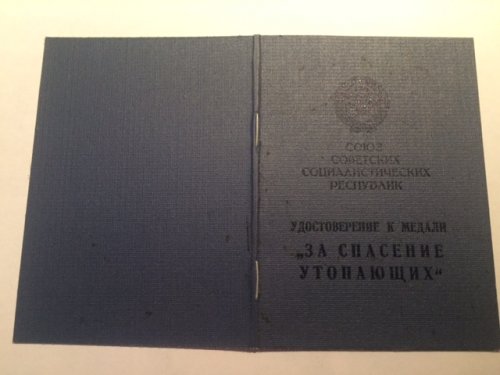 СОЮЗ
СОВЕТСКИХ
СОЦИАЛИСТИЧЕСКИХ
РЕСПУБЛИК
УДОСТОВЕРЕНИЕ К МЕДАЛИ
„ЗА СПАСЕНИЕ
УТОПАЮЩИХ“